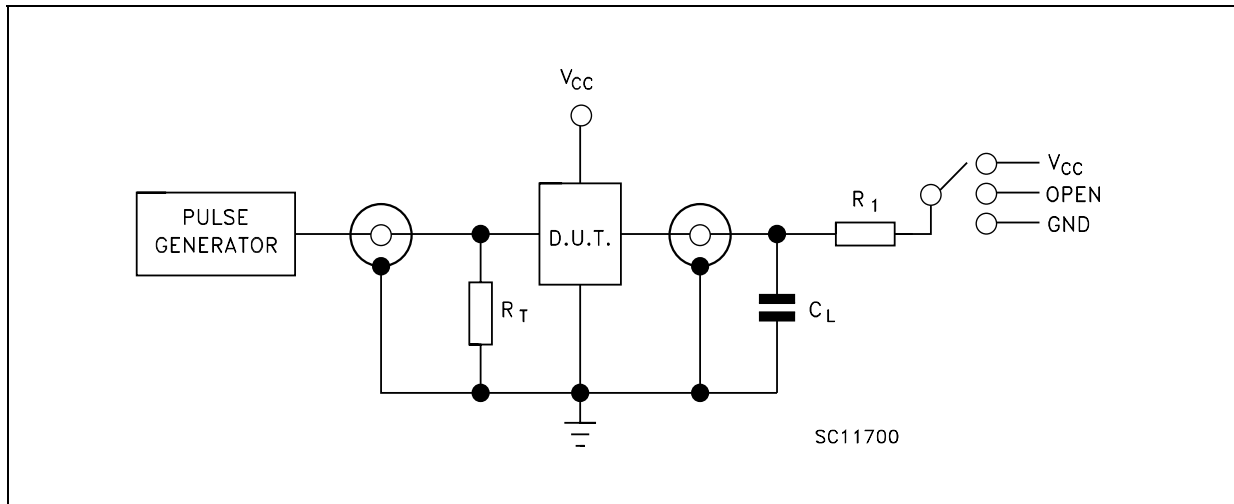 VCC
PULSE
GENERATOR
D.U.T.
RT
CL
R1
VCC
OPEN
GND
SC11700